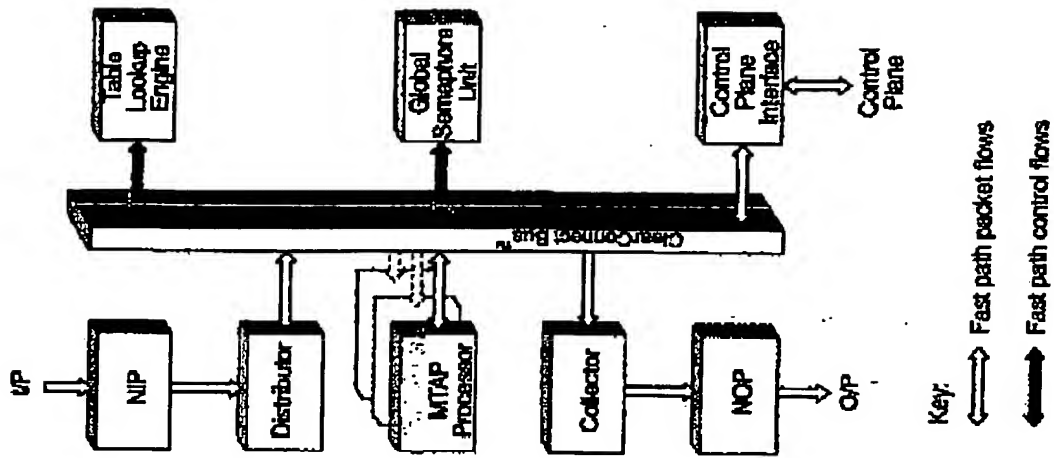 I/P
NIP
Distributor
MTAP
Processor
Collector
NOP
O/P
ClearConnect Bus
Table
Lookup
Engine
Global
Semaphore
Unit
Control
Plane
Interface
Control
Plane
Key:
Fast path packet flows
Fast path control flows